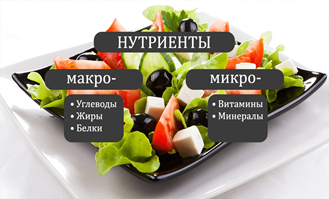 НУТРИЕНТЫ
макро-
микро-
• Углеводы
• Жиры
• Белки
• Витамины
• Минералы